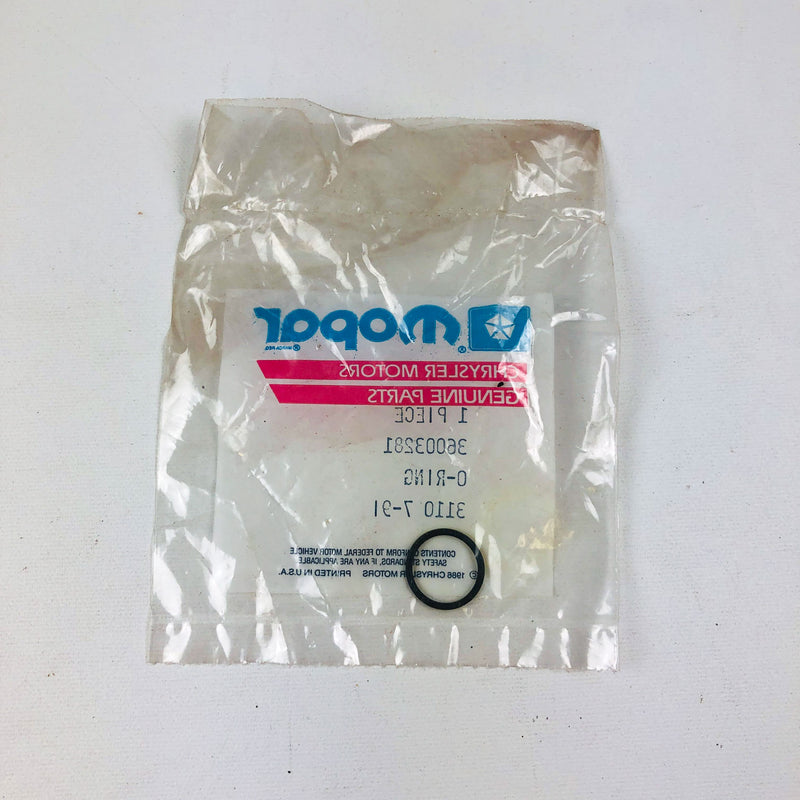 mopar
CHRYSLER MOTORS
GENUINE PARTS
1 PIECE
36003281
O-RING
3110 7-91
CONTENTS CONFORM TO FEDERAL MOTOR VEHICLE
SAFETY STANDARDS, IF ANY ARE APPLICABLE
© 1986 CHRYSLER MOTORS PRINTED IN U.S.A.